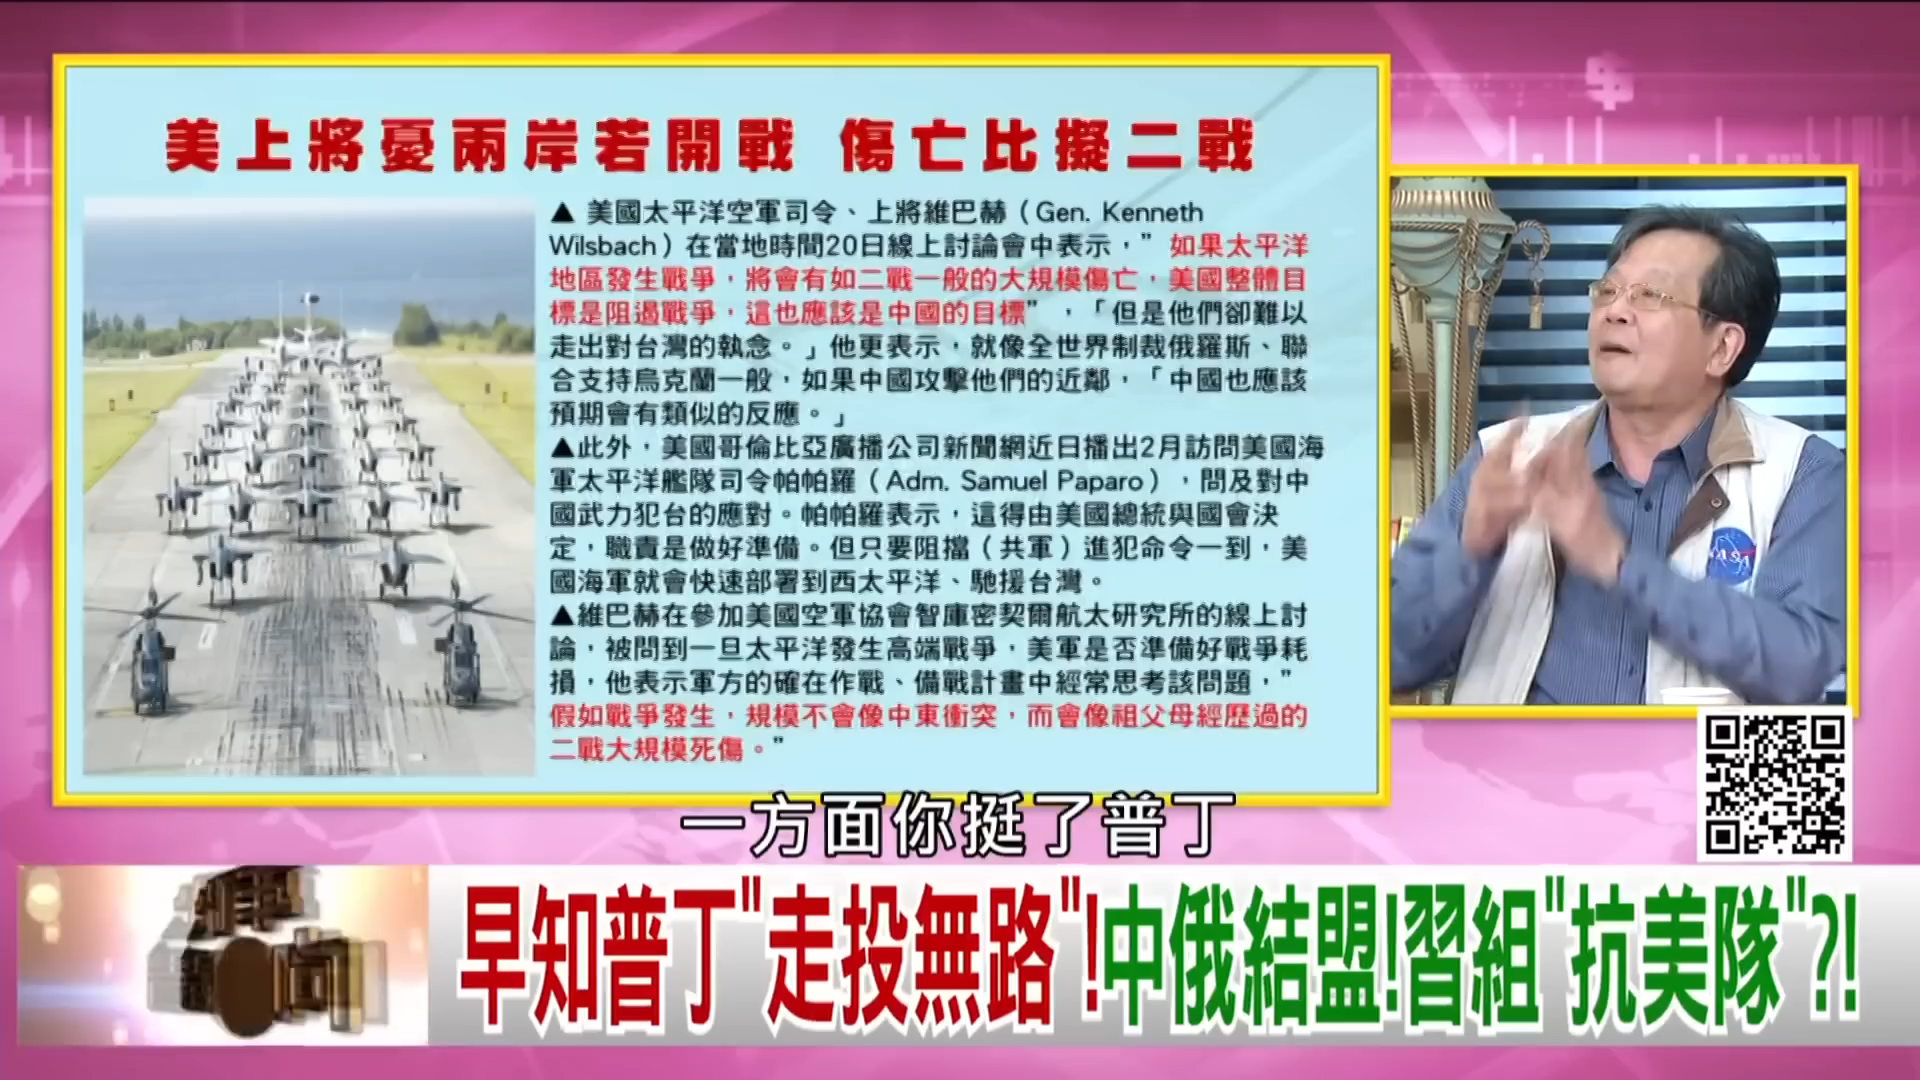 美上將憂兩岸若開戰 傷亡比擬二戰
▲ 美國太平洋空軍司令、上將維巴赫（Gen. Kenneth
Wilsbach）在當地時間20日線上討論會中表示，”如果太平洋
地區發生戰爭，將會有如二戰一般的大規模傷亡，美國整體目
標是阻遏戰爭，這也應該是中國的目標”，「但是他們卻難以
走出對台灣的執念。」他更表示，就像全世界制裁俄羅斯、聯
合支持烏克蘭一般，如果中國攻擊他們的近鄰，「中國也應該
預期會有類似的反應。」
▲此外，美國哥倫比亞廣播公司新聞網近日播出2月訪問美國海
軍太平洋艦隊司令帕帕羅（Adm. Samuel Paparo），問及對中
國武力犯台的應對。帕帕羅表示，這得由美國總統與國會決
定，職責是做好準備。但只要阻擋（共軍）進犯命令一到，美
國海軍就會快速部署到西太平洋、馳援台灣。
▲維巴赫在參加美國空軍協會智庫密契爾航太研究所的線上討
論，被問到一旦太平洋發生高端戰爭，美軍是否準備好戰爭耗
損，他表示軍方的確在作戰、備戰計畫中經常思考該問題，”
假如戰爭發生，規模不會像中東衝突，而會像祖父母經歷過的
二戰大規模死傷。”
NASA
一方面你挺了普丁
早知普丁"走投無路"!中俄結盟!習組"抗美隊"?!